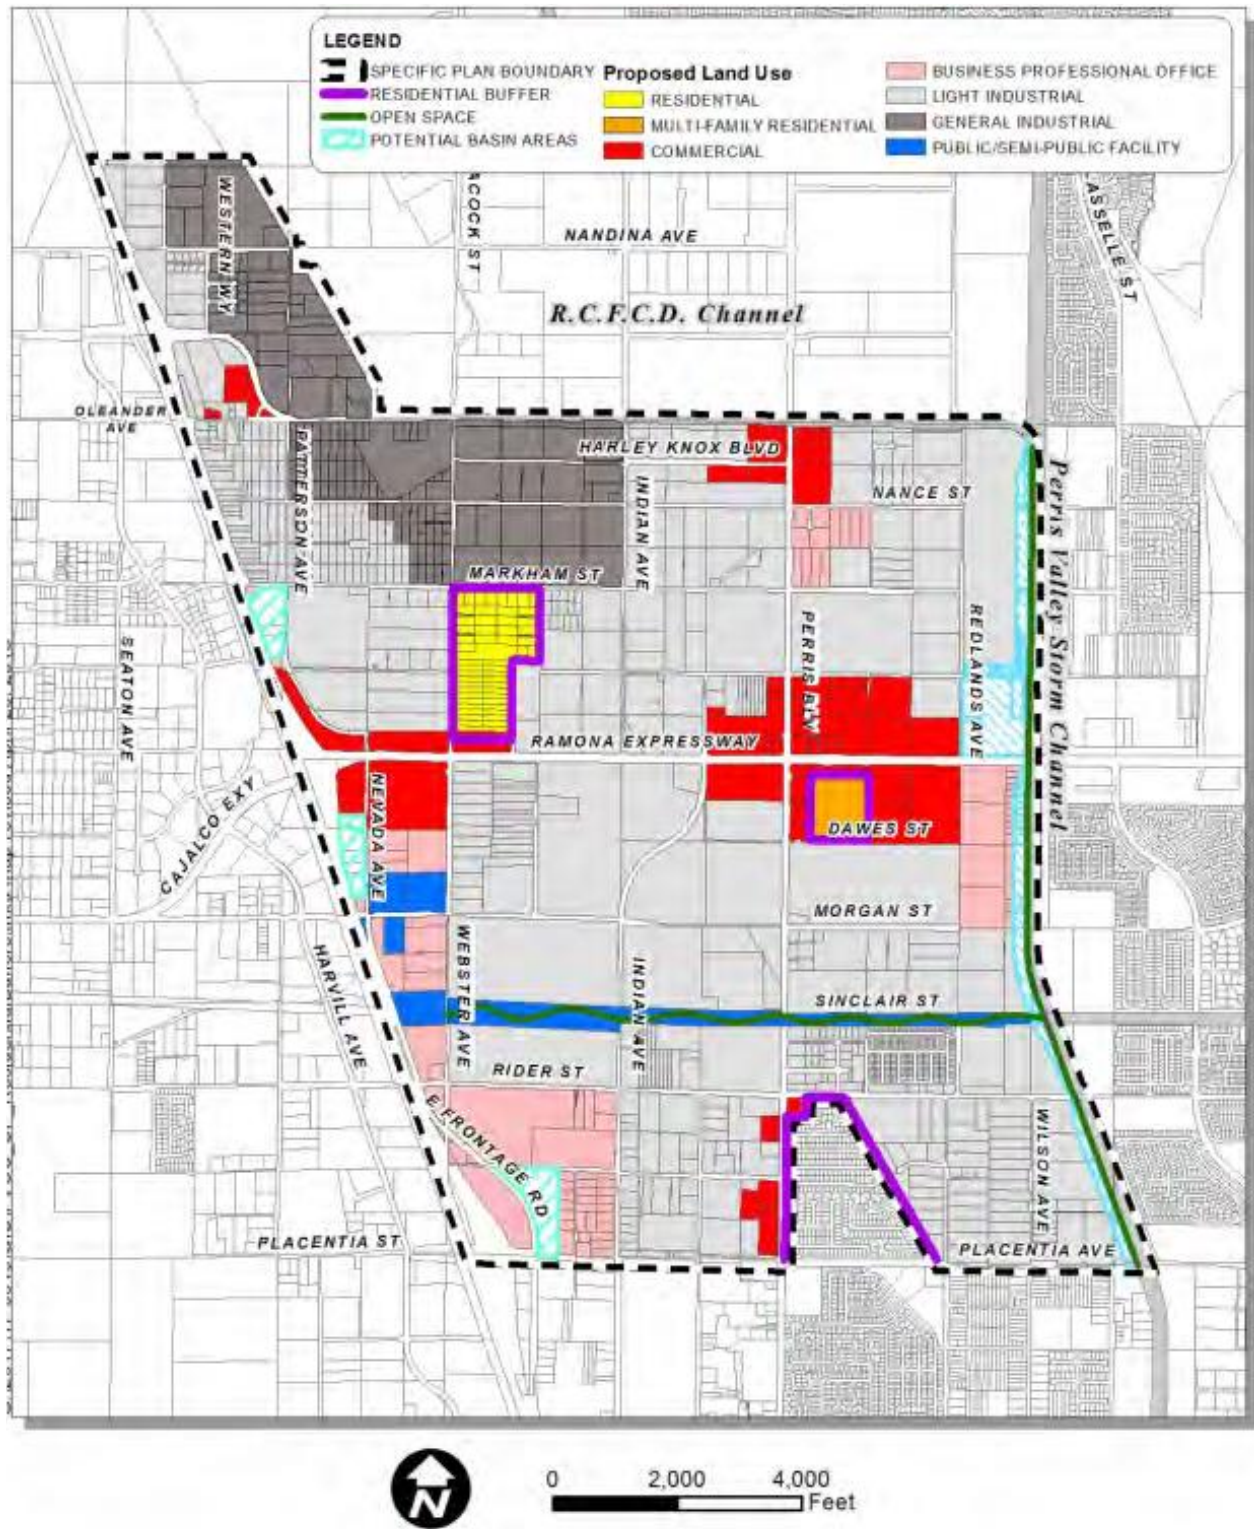 LEGEND
SPECIFIC PLAN BOUNDARY
RESIDENTIAL BUFFER
OPEN SPACE
POTENTIAL BASIN AREAS
Proposed Land Use
RESIDENTIAL
MULTI-FAMILY RESIDENTIAL
COMMERCIAL
BUSINESS PROFESSIONAL OFFICE
LIGHT INDUSTRIAL
GENERAL INDUSTRIAL
PUBLIC/SEMI-PUBLIC FACILITY
WESTERN WY
ACOCK ST
NANDINA AVE
ASSELLE ST
R.C.F.C.D. Channel
OLEANDER
AVE
PATTERSON AVE
HARLEY KNOX BLVD
INDIAN AVE
NANCE ST
Perris Valley Storm Channel
MARKHAM ST
SEATON AVE
PERRIS BLV
REDLANDS AVE
RAMONA EXPRESSWAY
CAJALCO EXY
NEVADA AVE
DAWES ST
MORGAN ST
HARVILL AVE
WEBSTER AVE
INDIAN AVE
SINCLAIR ST
RIDER ST
E FRONTAGE RD
WILSON AVE
PLACENTIA ST
PLACENTIA AVE
N
0 2,000 4,000
Feet